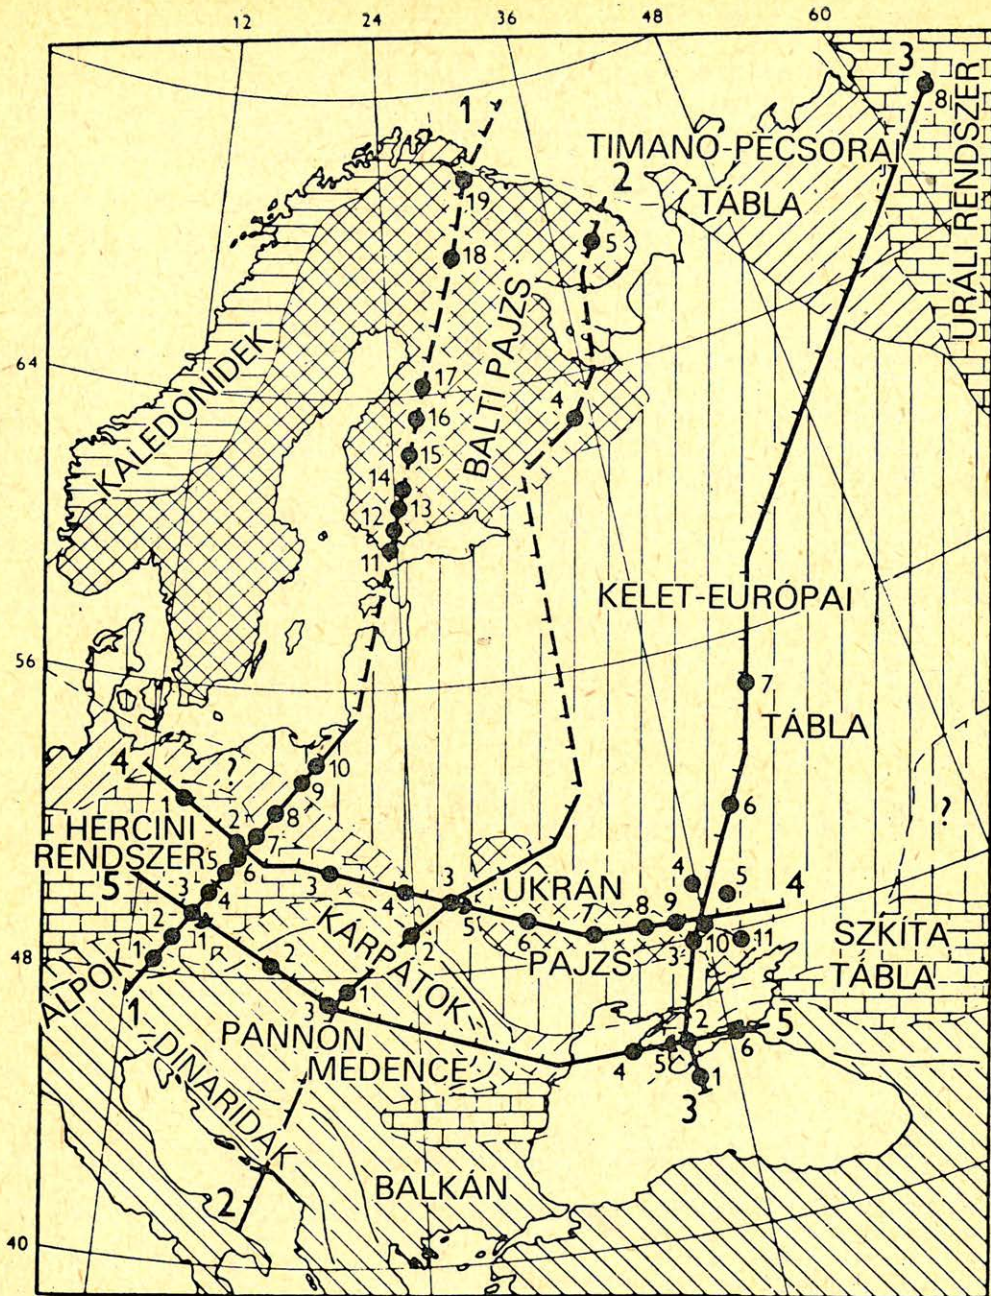 12 24 36 48 60
3
8
1
TIMANO-PECSORAI
2
TÁBLA
URÁLI RENDSZER
19
5
18
BALTI PAJZS
64
KALEDONIDEK
17
4
16
15
14
13
12
11
KELET-EURÓPAI
56
7
TÁBLA
4 ? 10
1 9
8 6 ?
HERCINI 2 7
RENDSZER 5 6 3 4 5
5 3 4 4 3 UKRÁN 4
2 11 5 6 7 8 9
48 1 2 KÁRPÁTOK 2 PAJZS 3 10 11 SZKÍTA
ALPOK TÁBLA
1 3 1
PANNON 2 5
DINARIDÁK MEDENCE 4 5 6
1
3
2 BALKÁN
40